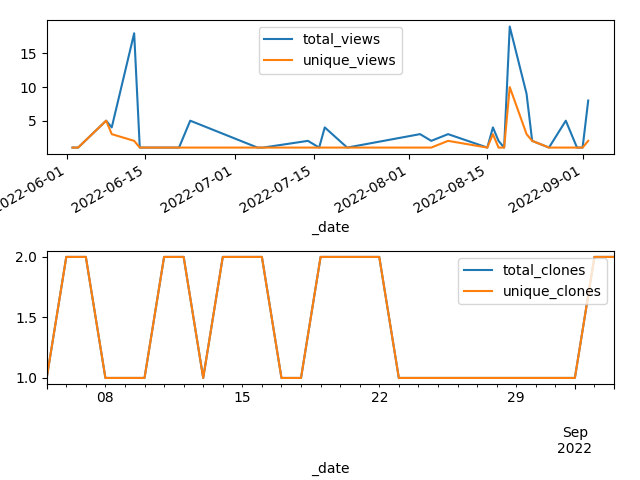 total_views
unique_views
15
10
5
2022-06-01
2022-06-15
2022-07-01
2022-07-15
2022-08-01
2022-08-15
2022-09-01
_date
2.0
1.5
1.0
total_clones
unique_clones
08
15
22
29
Sep
2022
_date